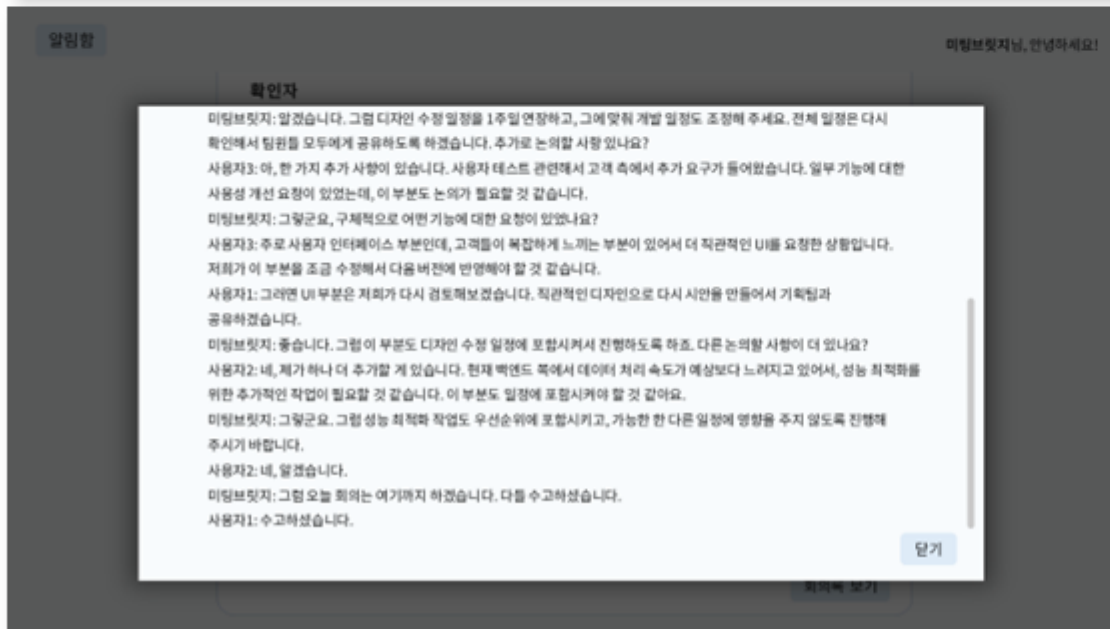 알림함
미팅브릿지님, 안녕하세요!
확인자
미팅브릿지: 알겠습니다. 그럼 디자인 수정 일정을 1주일 연장하고, 그에 맞춰 개발 일정도 조정해 주세요. 전체 일정은 다시
확인해서 팀원들 모두에게 공유하도록 하겠습니다. 추가로 논의할 사항 있나요?
사용자3: 아, 한 가지 추가 사항이 있습니다. 사용자 테스트 관련해서 고객 측에서 추가 요구가 들어왔습니다. 일부 기능에 대한
사용성 개선 요청이 있었는데, 이 부분도 논의가 필요할 것 같습니다.
미팅브릿지: 그렇군요, 구체적으로 어떤 기능에 대한 요청이 있었나요?
사용자3: 주로 사용자 인터페이스 부분인데, 고객들이 복잡하게 느끼는 부분이 있어서 더 직관적인 UI를 요청한 상황입니다.
저희가 이 부분을 조금 수정해서 다음 버전에 반영해야 할 것 같습니다.
사용자1: 그러면 UI 부분은 저희가 다시 검토해보겠습니다. 직관적인 디자인으로 다시 시안을 만들어서 기획팀과
공유하겠습니다.
미팅브릿지: 좋습니다. 그럼 이 부분도 디자인 수정 일정에 포함시켜서 진행하도록 하죠. 다른 논의할 사항이 더 있나요?
사용자2: 네, 제가 하나 더 추가할 게 있습니다. 현재 백엔드 쪽에서 데이터 처리 속도가 예상보다 느려지고 있어서, 성능 최적화를
위한 추가적인 작업이 필요할 것 같습니다. 이 부분도 일정에 포함시켜야 할 것 같아요.
미팅브릿지: 그렇군요. 그럼 성능 최적화 작업도 우선순위에 포함시키고, 가능한 한 다른 일정에 영향을 주지 않도록 진행해
주시기 바랍니다.
사용자2: 네, 알겠습니다.
미팅브릿지: 그럼 오늘 회의는 여기까지 하겠습니다. 다들 수고하셨습니다.
사용자1: 수고하셨습니다.
닫기
회의록 보기